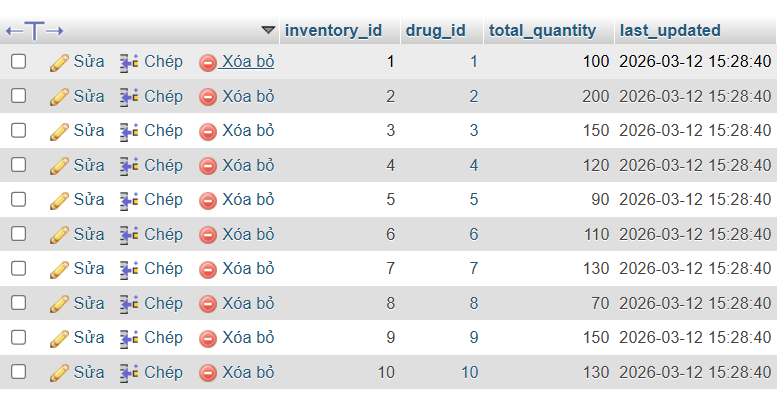 ←T→ inventory_id drug_id total_quantity last_updated
Sửa Chép Xóa bỏ 1 1 100 2026-03-12 15:28:40
Sửa Chép Xóa bỏ 2 2 200 2026-03-12 15:28:40
Sửa Chép Xóa bỏ 3 3 150 2026-03-12 15:28:40
Sửa Chép Xóa bỏ 4 4 120 2026-03-12 15:28:40
Sửa Chép Xóa bỏ 5 5 90 2026-03-12 15:28:40
Sửa Chép Xóa bỏ 6 6 110 2026-03-12 15:28:40
Sửa Chép Xóa bỏ 7 7 130 2026-03-12 15:28:40
Sửa Chép Xóa bỏ 8 8 70 2026-03-12 15:28:40
Sửa Chép Xóa bỏ 9 9 150 2026-03-12 15:28:40
Sửa Chép Xóa bỏ 10 10 130 2026-03-12 15:28:40